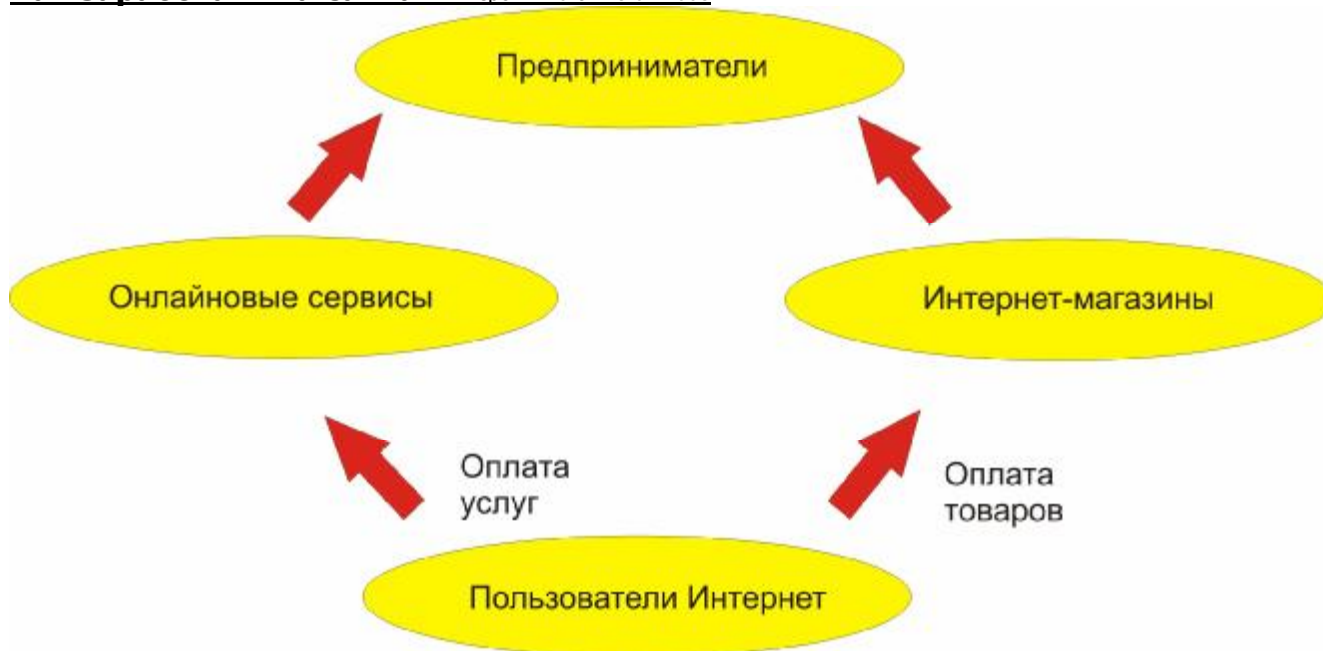 Предприниматели
Онлайновые сервисы
Интернет-магазины
Оплата
услуг
Оплата
товаров
Пользователи Интернет